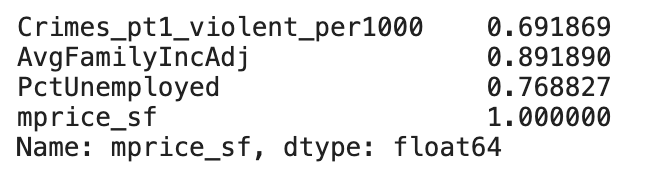 Crimes_pt1_violent_per1000    0.691869
AvgFamilyIncAdj               0.891890
PctUnemployed                 0.768827
mprice_sf                     1.000000
Name: mprice_sf, dtype: float64